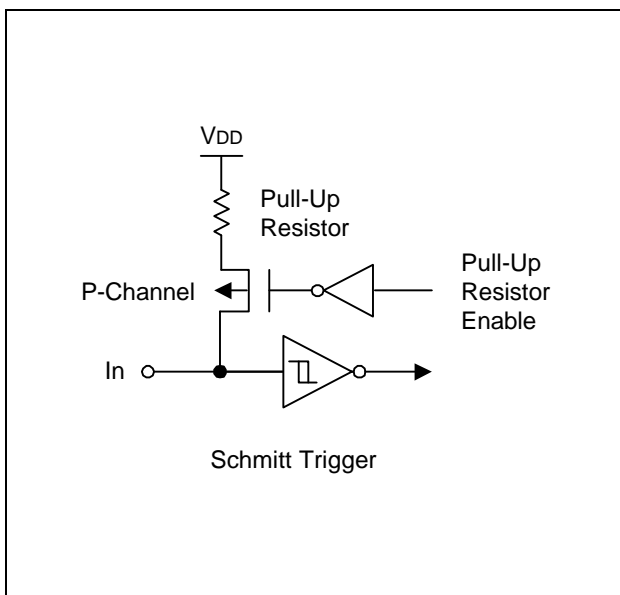 VDD
Pull-Up
Resistor
P-Channel
Pull-Up
Resistor
Enable
In
Schmitt Trigger